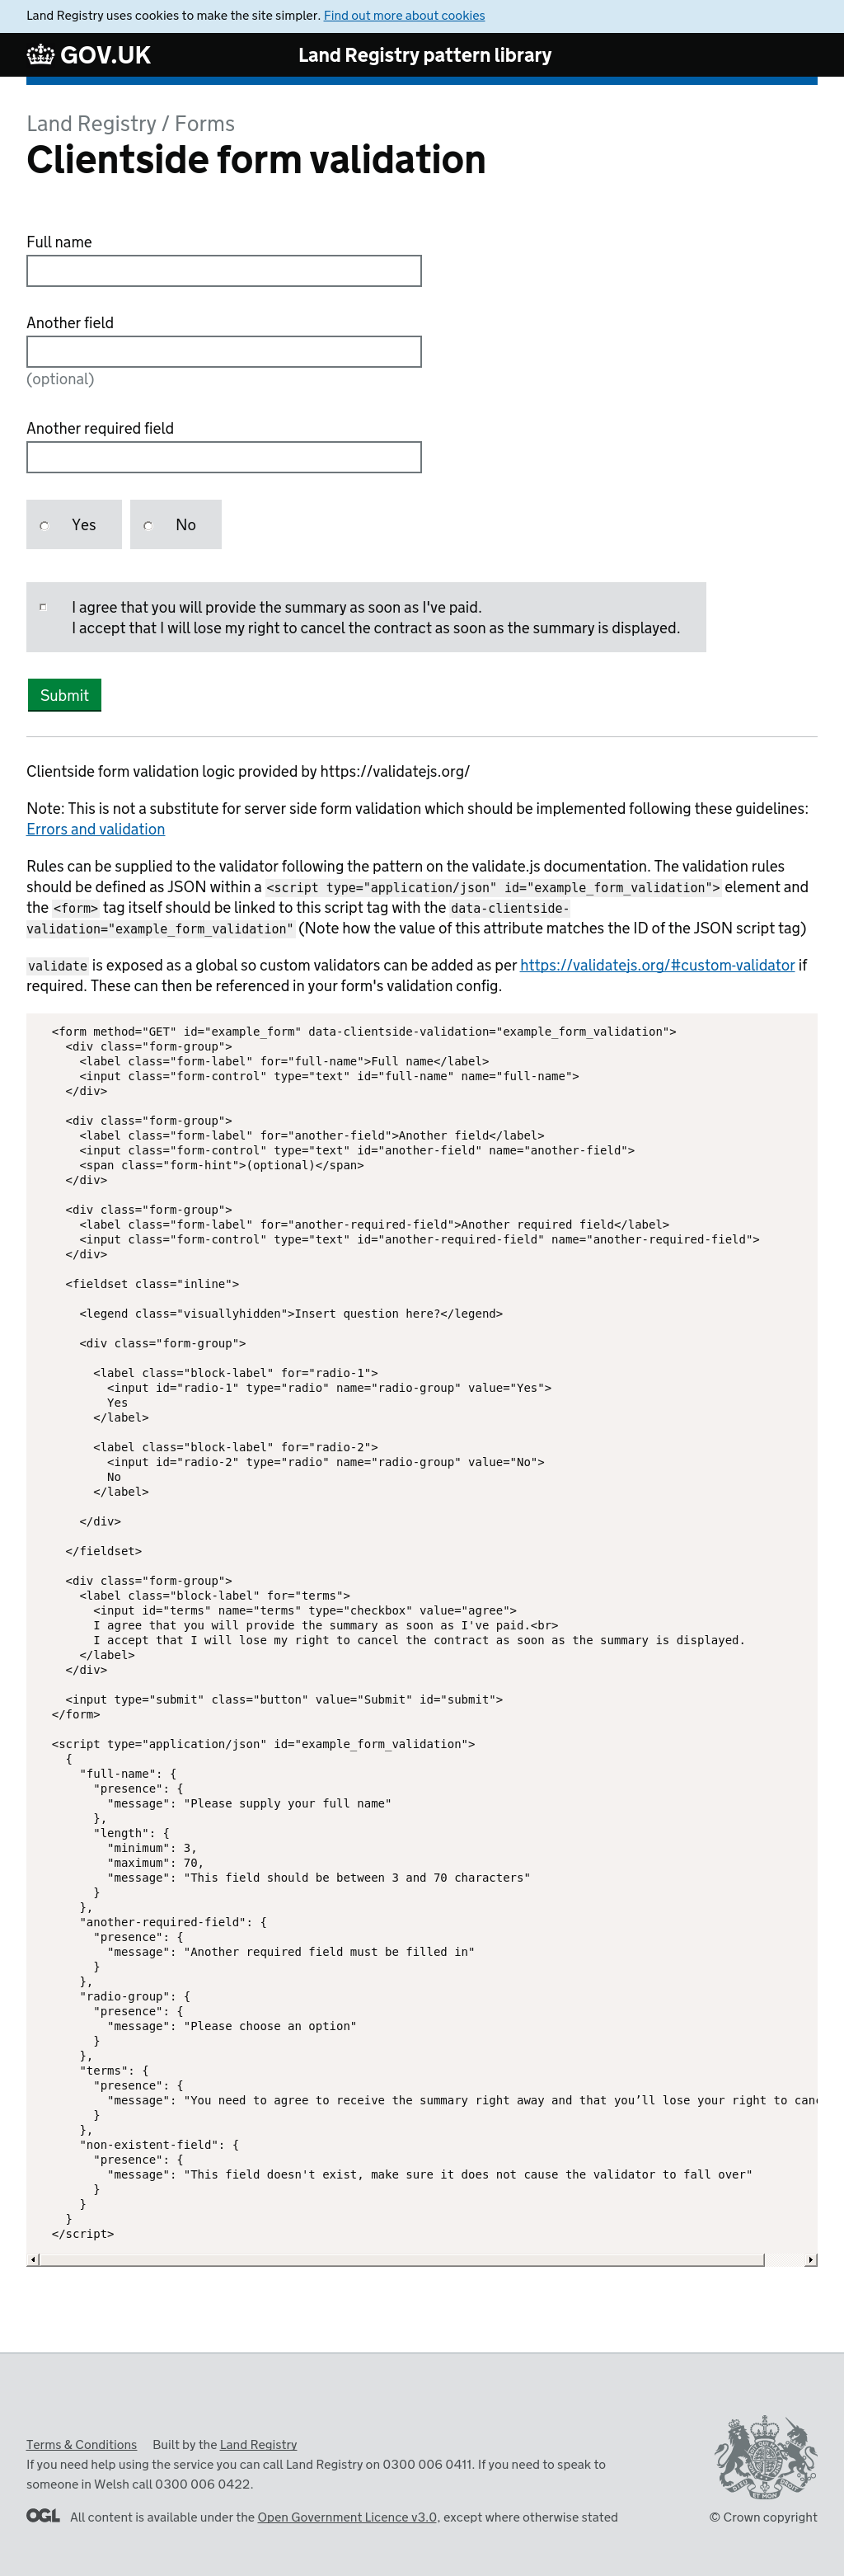 Land Registry uses cookies to make the site simpler. Find out more about cookies
GOV.UK
Land Registry pattern library
Land Registry / Forms
Clientside form validation
Full name
Another field
(optional)
Another required field
Yes
No
I agree that you will provide the summary as soon as I've paid.
I accept that I will lose my right to cancel the contract as soon as the summary is displayed.
Submit
Clientside form validation logic provided by https://validatejs.org/
Note: This is not a substitute for server side form validation which should be implemented following these guidelines:
Errors and validation
Rules can be supplied to the validator following the pattern on the validate.js documentation. The validation rules
should be defined as JSON within a <script type="application/json" id="example_form_validation"> element and
the <form> tag itself should be linked to this script tag with the data-clientside-
validation="example_form_validation" (Note how the value of this attribute matches the ID of the JSON script tag)
validate is exposed as a global so custom validators can be added as per https://validatejs.org/#custom-validator if
required. These can then be referenced in your form's validation config.
<form method="GET" id="example_form" data-clientside-validation="example_form_validation">
<div class="form-group">
<label class="form-label" for="full-name">Full name</label>
<input class="form-control" type="text" id="full-name" name="full-name">
</div>
<div class="form-group">
<label class="form-label" for="another-field">Another field</label>
<input class="form-control" type="text" id="another-field" name="another-field">
<span class="form-hint">(optional)</span>
</div>
<div class="form-group">
<label class="form-label" for="another-required-field">Another required field</label>
<input class="form-control" type="text" id="another-required-field" name="another-required-field">
</div>
<fieldset class="inline">
<legend class="visuallyhidden">Insert question here?</legend>
<div class="form-group">
<label class="block-label" for="radio-1">
<input id="radio-1" type="radio" name="radio-group" value="Yes">
Yes
</label>
<label class="block-label" for="radio-2">
<input id="radio-2" type="radio" name="radio-group" value="No">
No
</label>
</div>
</fieldset>
<div class="form-group">
<label class="block-label" for="terms">
<input id="terms" name="terms" type="checkbox" value="agree">
I agree that you will provide the summary as soon as I've paid.<br>
I accept that I will lose my right to cancel the contract as soon as the summary is displayed.
</label>
</div>
<input type="submit" class="button" value="Submit" id="submit">
</form>
<script type="application/json" id="example_form_validation">
{
"full-name": {
"presence": {
"message": "Please supply your full name"
},
"length": {
"minimum": 3,
"maximum": 70,
"message": "This field should be between 3 and 70 characters"
}
},
"another-required-field": {
"presence": {
"message": "Another required field must be filled in"
}
},
"radio-group": {
"presence": {
"message": "Please choose an option"
}
},
"terms": {
"presence": {
"message": "You need to agree to receive the summary right away and that you’ll lose your right to
}
},
"non-existent-field": {
"presence": {
"message": "This field doesn't exist, make sure it does not cause the validator to fall over"
}
}
}
</script>
Terms & Conditions Built by the Land Registry
If you need help using the service you can call Land Registry on 0300 006 0411. If you need to speak to
someone in Welsh call 0300 006 0422.
OGL All content is available under the Open Government Licence v3.0, except where otherwise stated
© Crown copyright